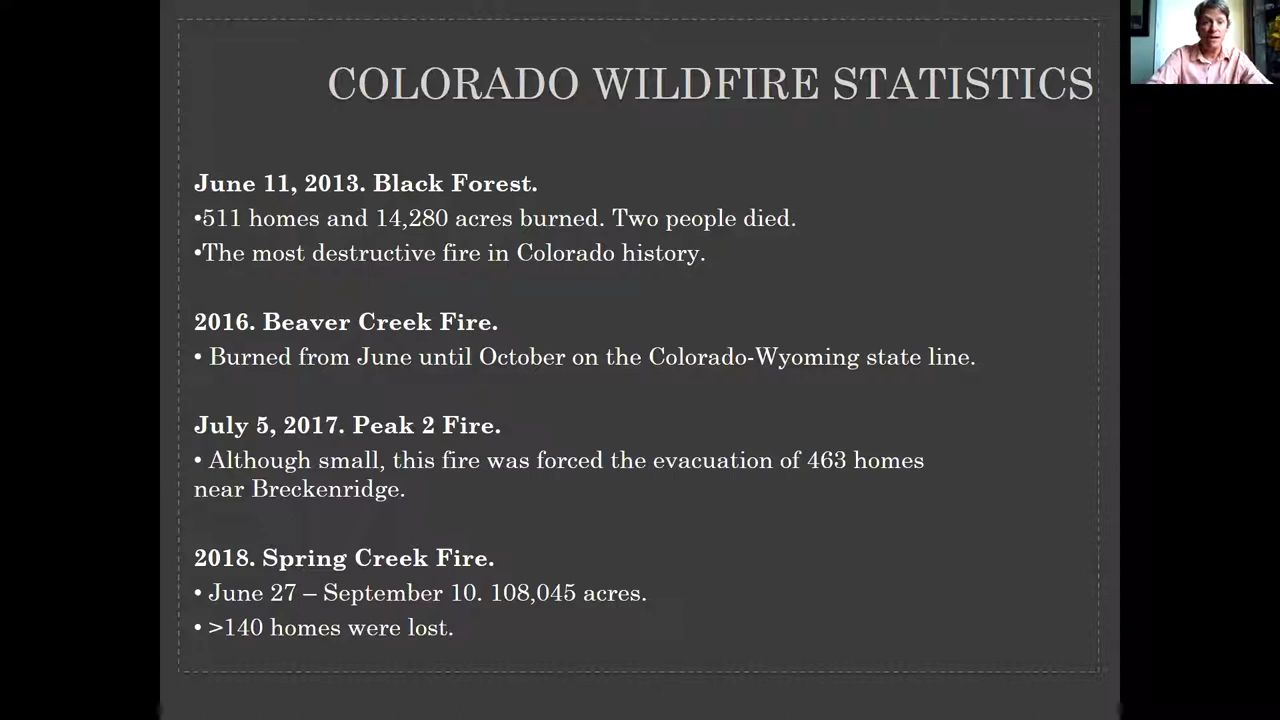 COLORADO WILDFIRE STATISTICS
June 11, 2013. Black Forest.
•511 homes and 14,280 acres burned. Two people died.
•The most destructive fire in Colorado history.
2016. Beaver Creek Fire.
• Burned from June until October on the Colorado-Wyoming state line.
July 5, 2017. Peak 2 Fire.
• Although small, this fire was forced the evacuation of 463 homes
near Breckenridge.
2018. Spring Creek Fire.
• June 27 – September 10. 108,045 acres.
• >140 homes were lost.